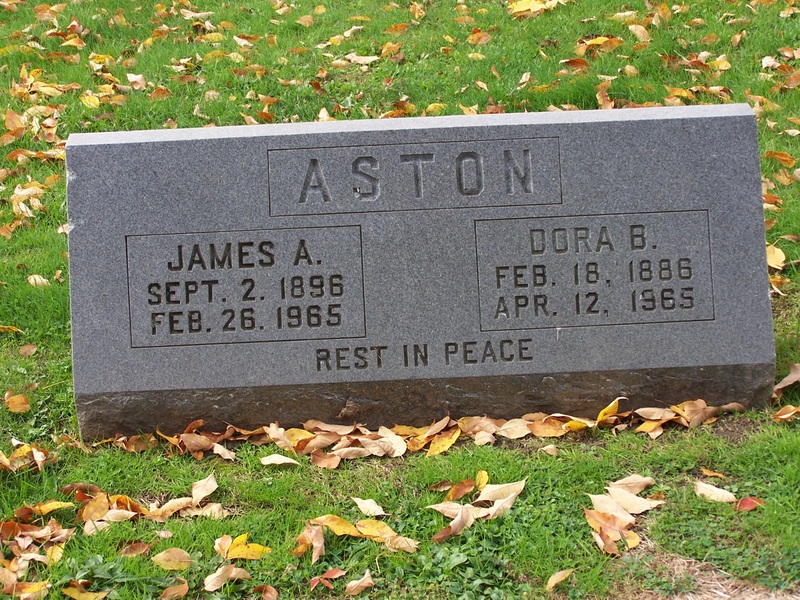 ASTON
JAMES A.
SEPT. 2. 1896
FEB. 26. 1965
DORA B.
FEB. 18, 1886
APR. 12, 1965
REST IN PEACE